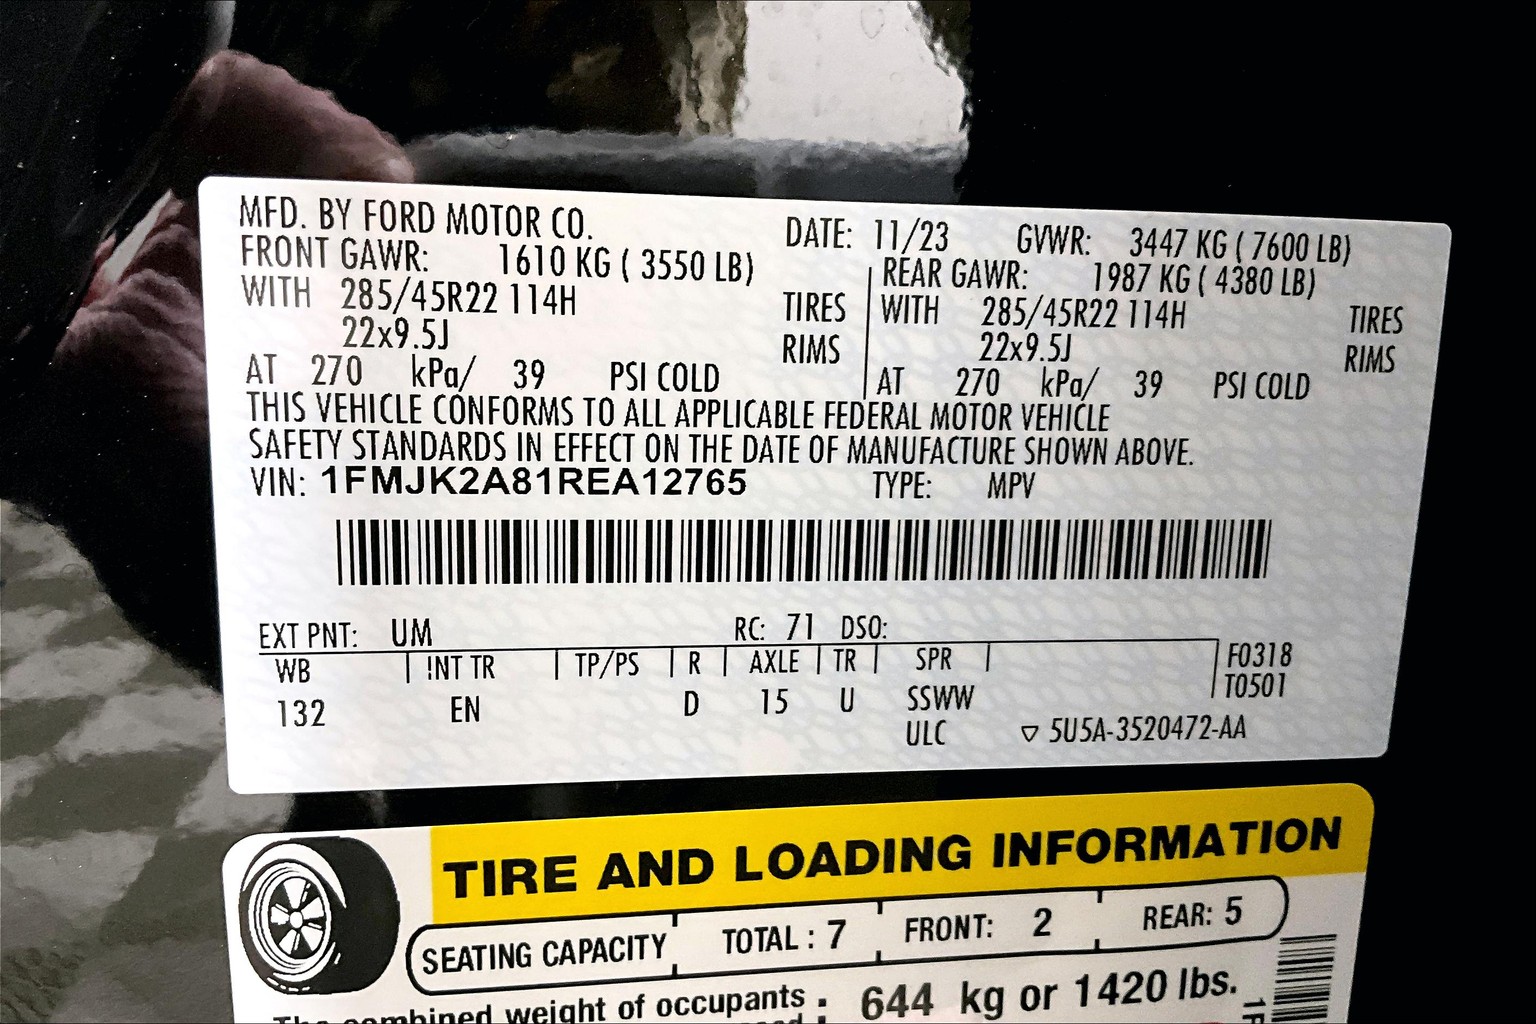 MFD. BY FORD MOTOR CO. DATE: 11/23 GVWR: 3447 KG ( 7600 LB)
FRONT GAWR: 1610 KG ( 3550 LB) REAR GAWR: 1987 KG ( 4380 LB)
WITH 285/45R22 114H TIRES WITH 285/45R22 114H TIRES
22x9.5J RIMS 22x9.5J RIMS
AT 270 kPa/ 39 PSI COLD AT 270 kPa/ 39 PSI COLD
THIS VEHICLE CONFORMS TO ALL APPLICABLE FEDERAL MOTOR VEHICLE
SAFETY STANDARDS IN EFFECT ON THE DATE OF MANUFACTURE SHOWN ABOVE.
VIN: 1FMJK2A81REA12765 TYPE: MPV
EXT PNT: UM RC: 71 DSO:
WB INT TR TP/PS R AXLE TR SPR F0318
T0501
132 EN D 15 U SSWW
ULC ▽ 5U5A-3520472-AA
TIRE AND LOADING INFORMATION
SEATING CAPACITY TOTAL : 7 FRONT: 2 REAR: 5
The combined weight of occupants : 644 kg or 1420 lbs.